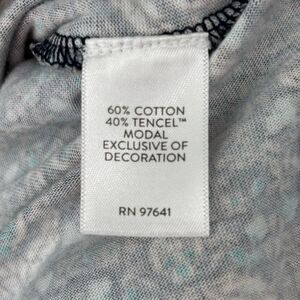 60% COTTON
40% TENCEL™
MODAL
EXCLUSIVE OF
DECORATION
RN 97641